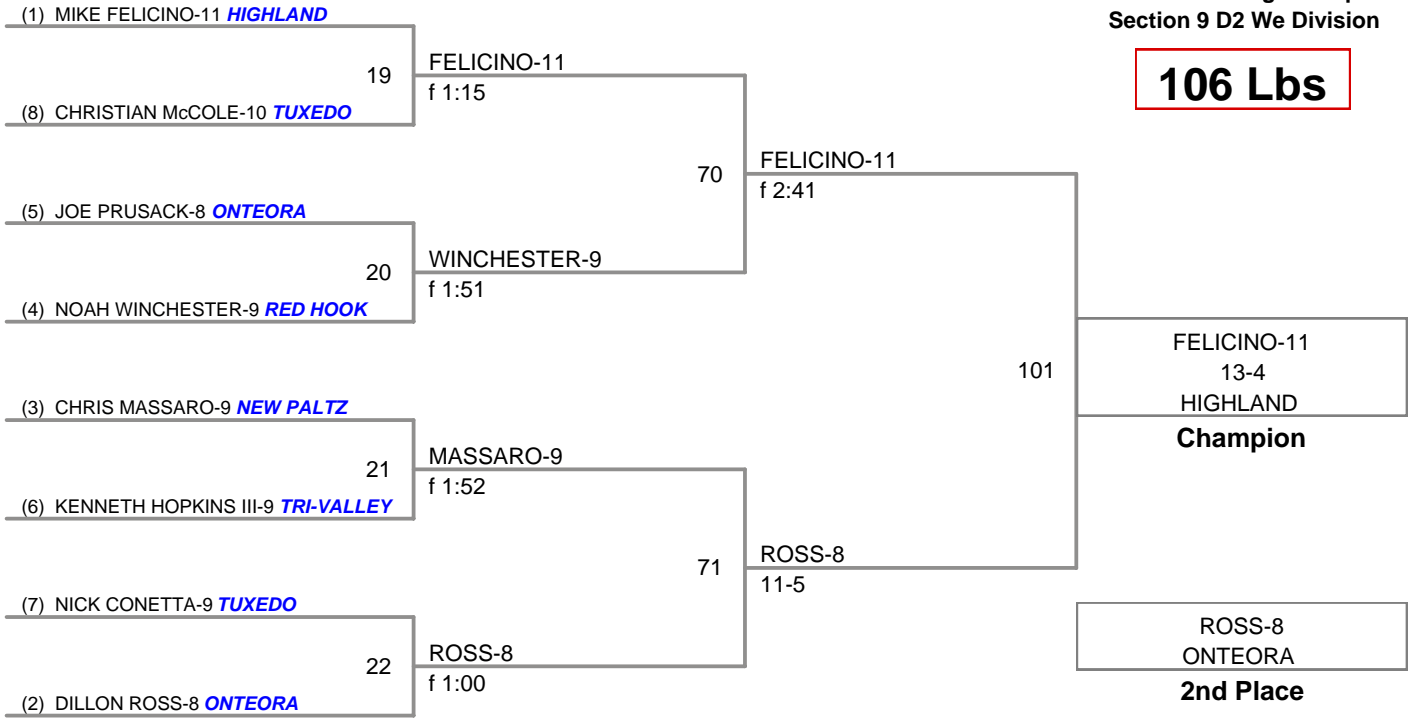 (1) MIKE FELICINO-11 HIGHLAND
Section 9 D2 We Division
106 Lbs
19
FELICINO-11
f 1:15
(8) CHRISTIAN McCOLE-10 TUXEDO
70
FELICINO-11
f 2:41
(5) JOE PRUSACK-8 ONTEORA
20
WINCHESTER-9
f 1:51
(4) NOAH WINCHESTER-9 RED HOOK
101
FELICINO-11
13-4
HIGHLAND
Champion
(3) CHRIS MASSARO-9 NEW PALTZ
21
MASSARO-9
f 1:52
(6) KENNETH HOPKINS III-9 TRI-VALLEY
71
ROSS-8
11-5
(7) NICK CONETTA-9 TUXEDO
22
ROSS-8
f 1:00
(2) DILLON ROSS-8 ONTEORA
ROSS-8
ONTEORA
2nd Place